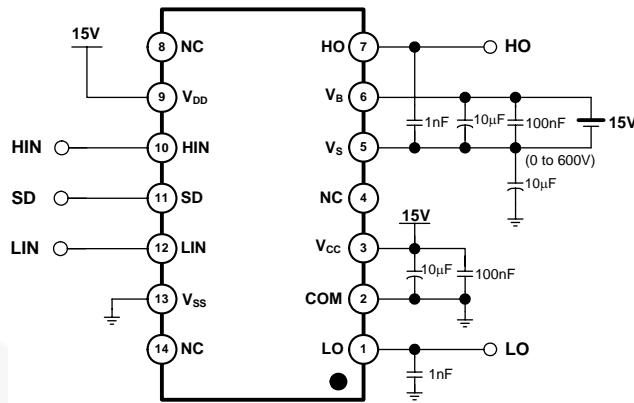 15V
8 NC
HO 7 HO
9 VDD
VB 6
1nF 10μF 100nF 15V
HIN 10 HIN
VS 5
(0 to 600V)
10μF
SD 11 SD
NC 4
15V
LIN 12 LIN
VCC 3
10μF 100nF
13 VSS
COM 2
14 NC
LO 1 LO
1nF